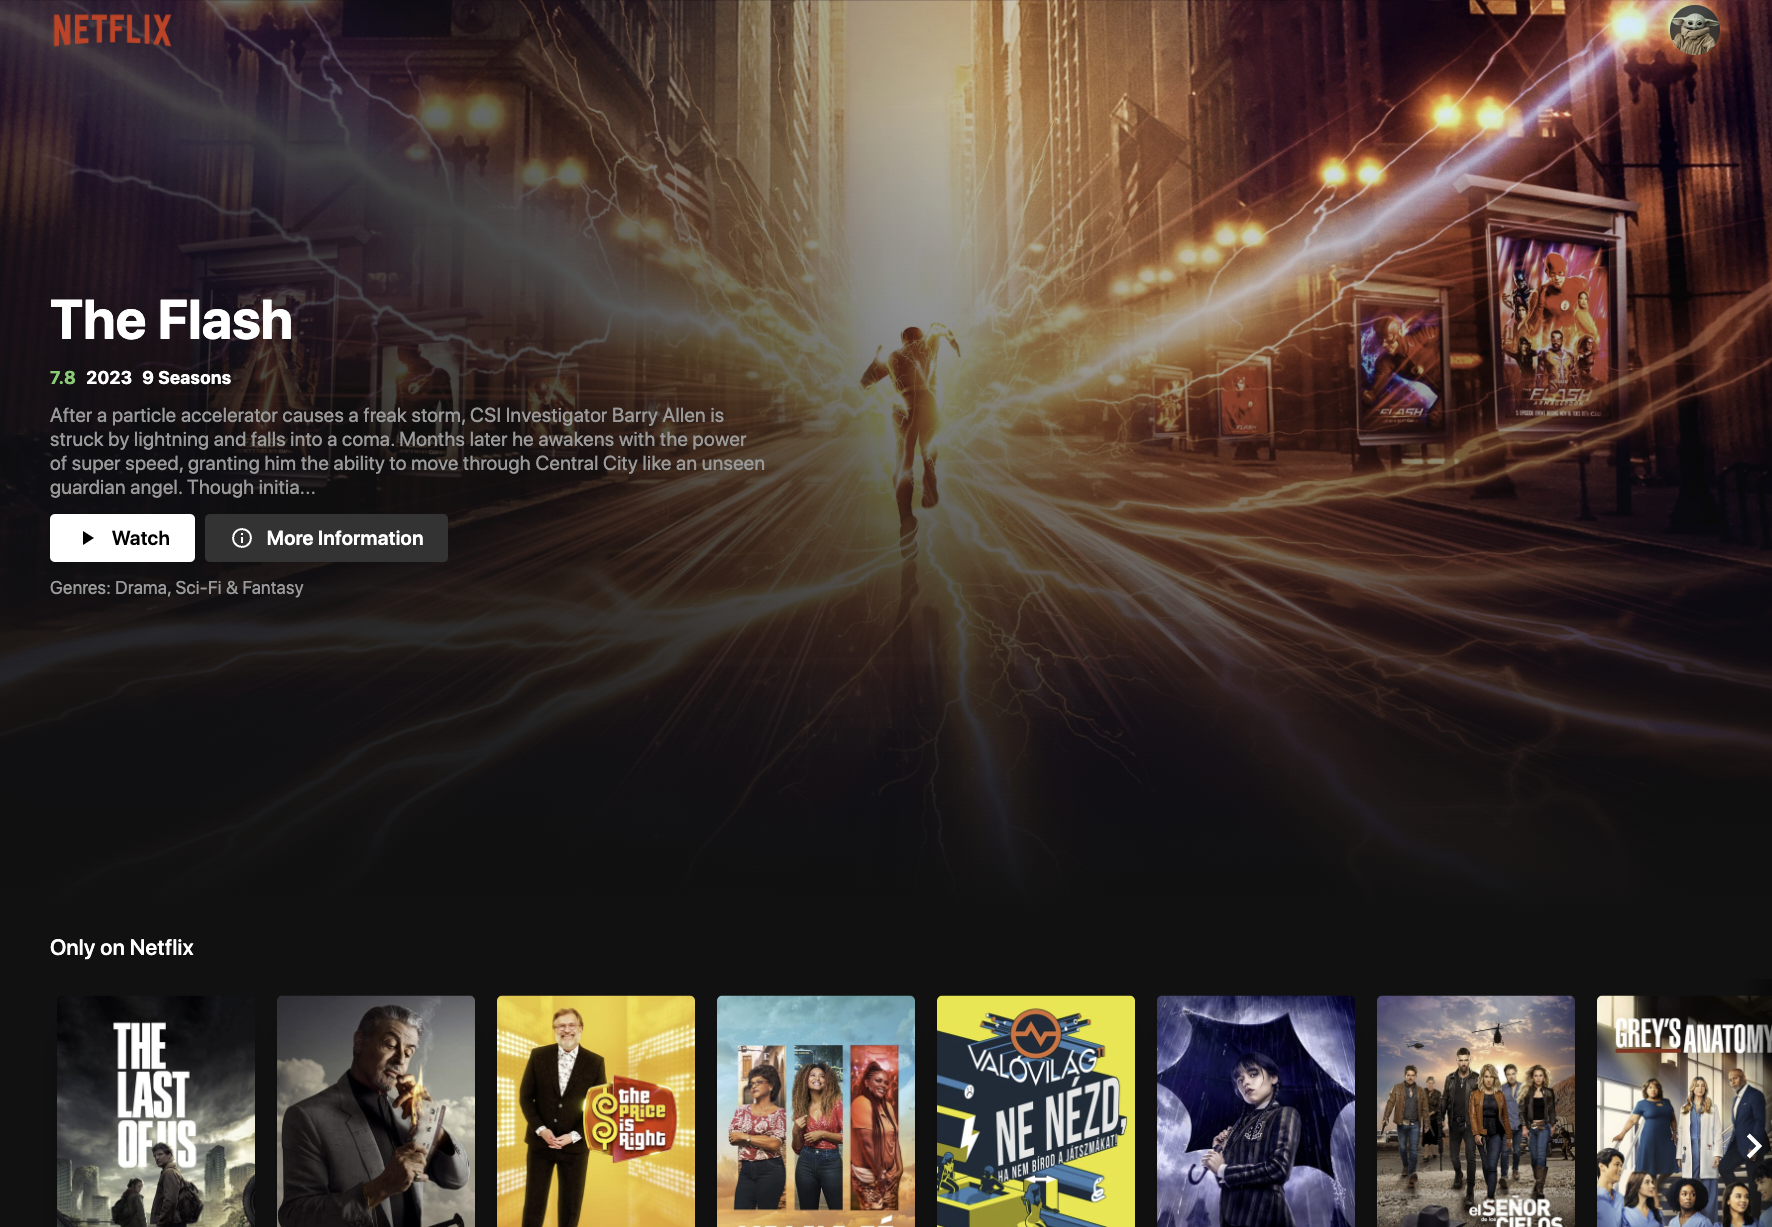 NETFLIX
The Flash
7.8 2023 9 Seasons
After a particle accelerator causes a freak storm, CSI Investigator Barry Allen is
struck by lightning and falls into a coma. Months later he awakens with the power
of super speed, granting him the ability to move through Central City like an unseen
guardian angel. Though initia...
Watch
More Information
Genres: Drama, Sci-Fi & Fantasy
FLASH
FLASH
Only on Netflix
THE
LAST
OF US
the
PRICE
is
Right
VALÓVILÁG
NE NÉZD,
HA NEM BÍROD A JÁTSZMÁKAT!
el SEÑOR
de los
CIELOS
GREY'S ANATOMY